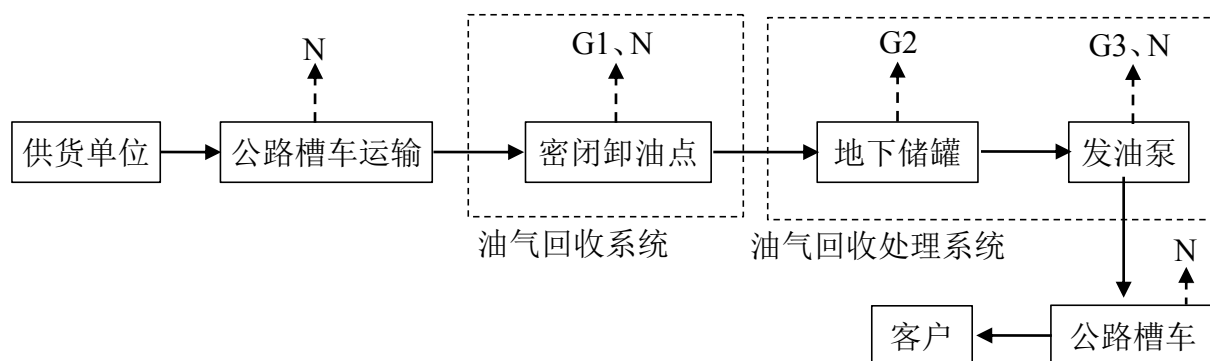 N
G1、N
G2
G3、N
供货单位
公路槽车运输
密闭卸油点
地下储罐
发油泵
油气回收系统
油气回收处理系统
N
客户
公路槽车